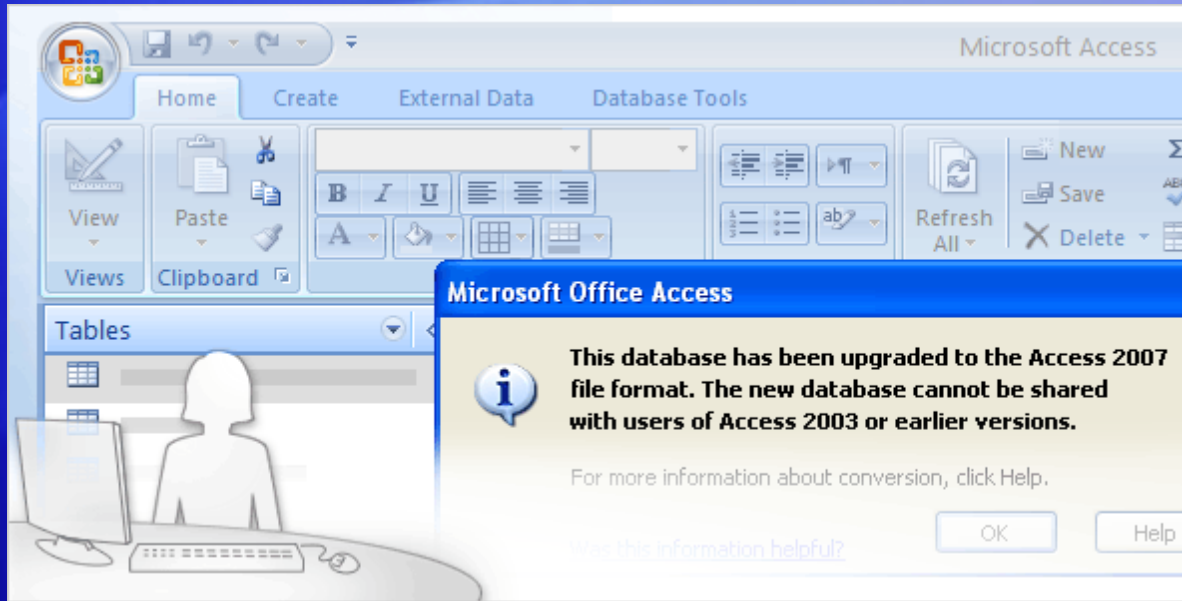 Microsoft Access
Home Create External Data Database Tools
B I U
New
Save
View Paste A ab Refresh All Delete
Views Clipboard
Microsoft Office Access
Tables
This database has been upgraded to the Access 2007
file format. The new database cannot be shared
with users of Access 2003 or earlier versions.
For more information about conversion, click Help.
OK Help
Was this information helpful?